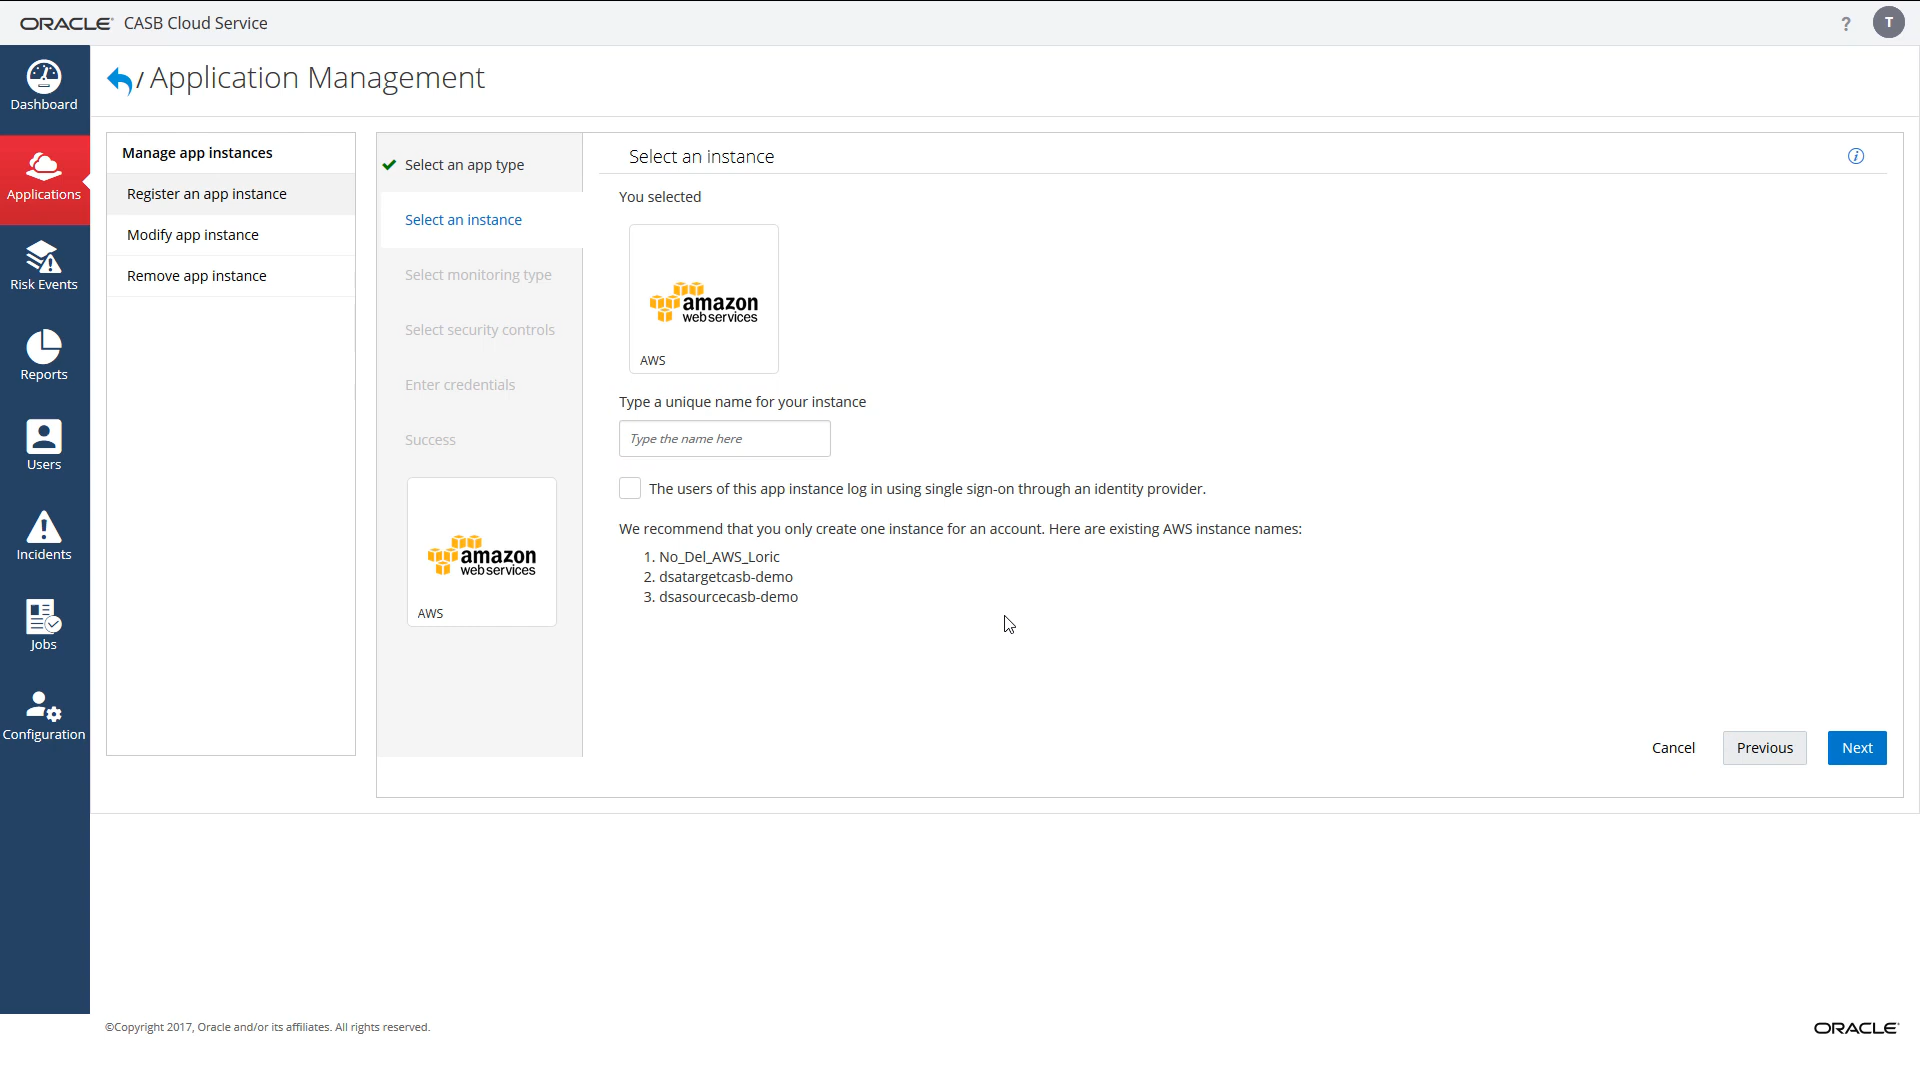 ORACLE CASB Cloud Service
? T
/ Application Management
Dashboard
Applications
Risk Events
Reports
Users
Incidents
Jobs
Configuration
Manage app instances
Register an app instance
Modify app instance
Remove app instance
Select an app type
Select an instance
Select monitoring type
Select security controls
Enter credentials
Success
amazon
webservices
AWS
Select an instance
i
You selected
amazon
webservices
AWS
Type a unique name for your instance
Type the name here
The users of this app instance log in using single sign-on through an identity provider.
We recommend that you only create one instance for an account. Here are existing AWS instance names:
1. No_Del_AWS_Loric
2. dsatargetcasb-demo
3. dsasourcecasb-demo
Cancel Previous Next
©Copyright 2017, Oracle and/or its affiliates. All rights reserved.
ORACLE